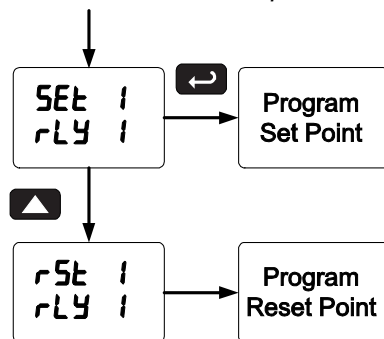 SEt 1
rLY 1
Program
Set Point
rSt 1
rLY 1
Program
Reset Point